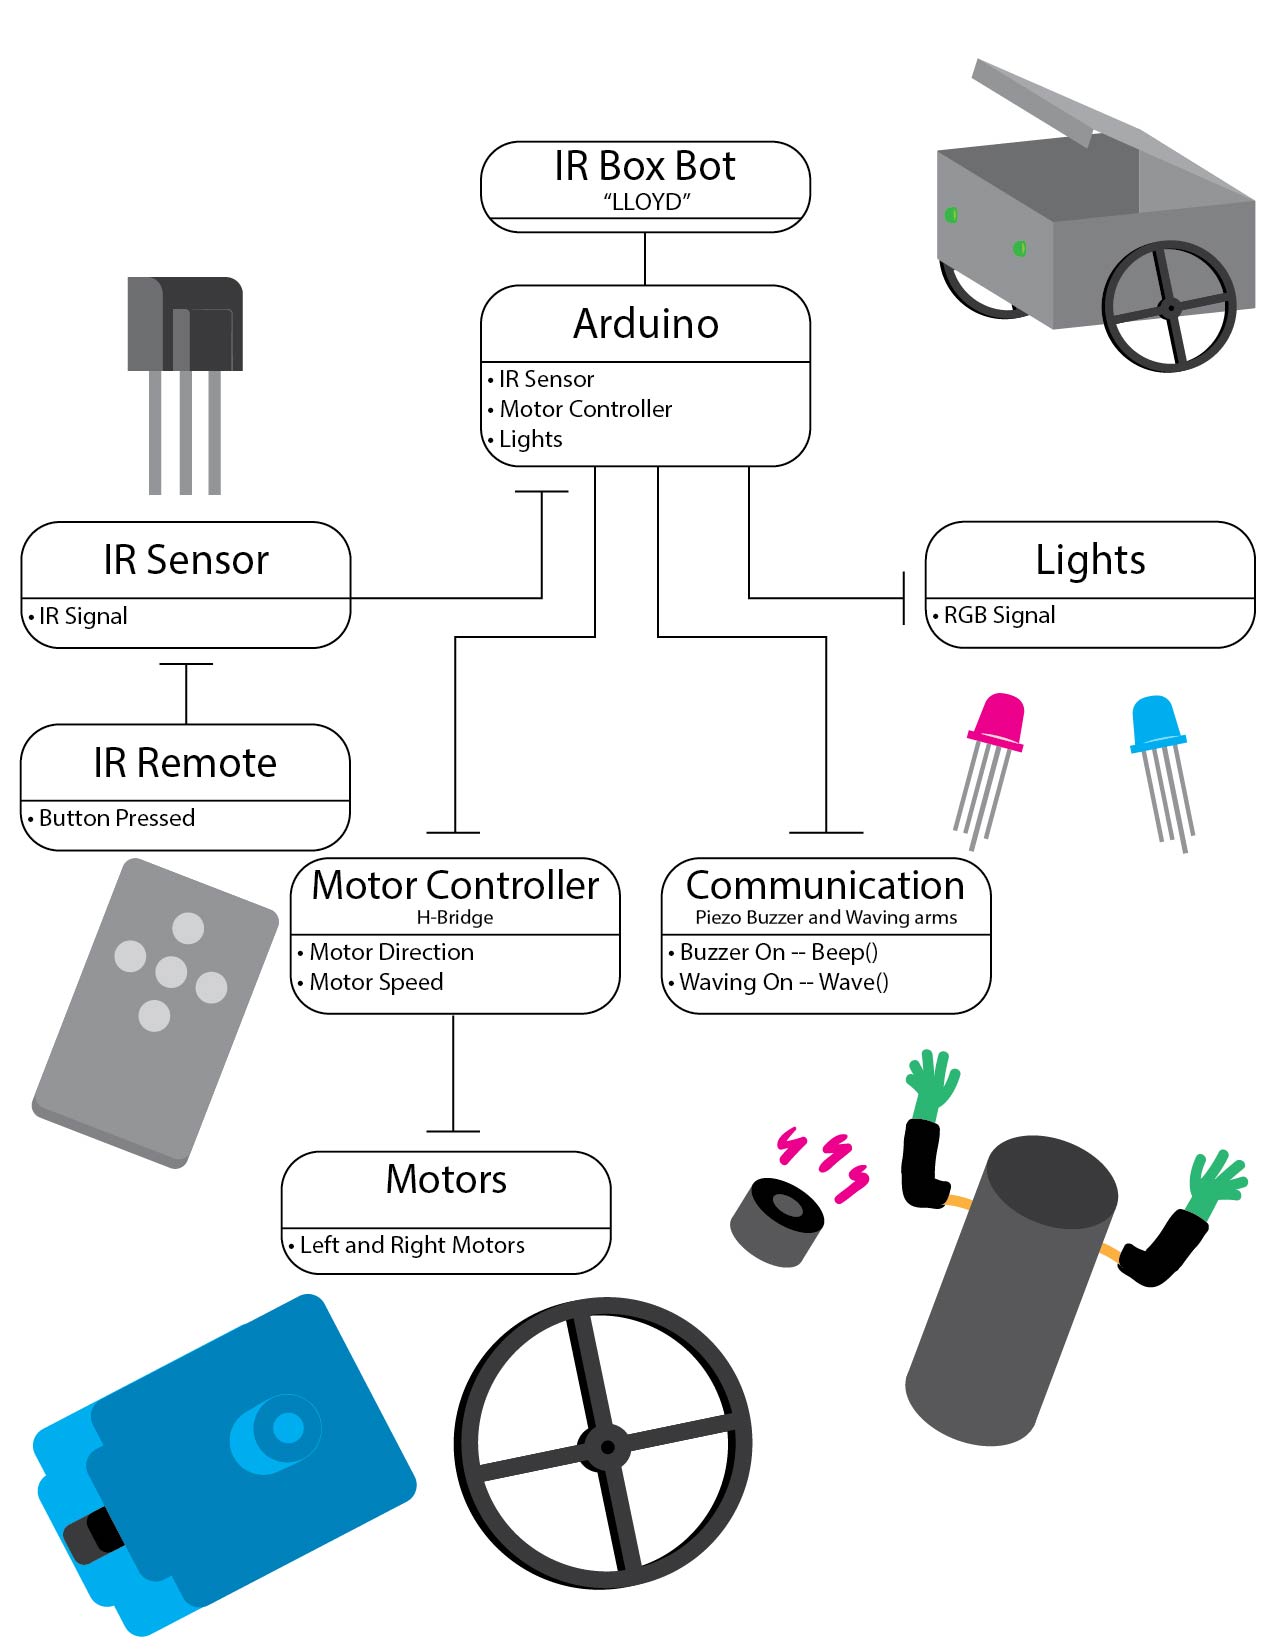 IR Box Bot
“LLOYD”
Arduino
• IR Sensor
• Motor Controller
• Lights
IR Sensor
• IR Signal
Lights
• RGB Signal
IR Remote
• Button Pressed
Motor Controller
H-Bridge
• Motor Direction
• Motor Speed
Communication
Piezo Buzzer and Waving arms
• Buzzer On -- Beep()
• Waving On -- Wave()
Motors
• Left and Right Motors